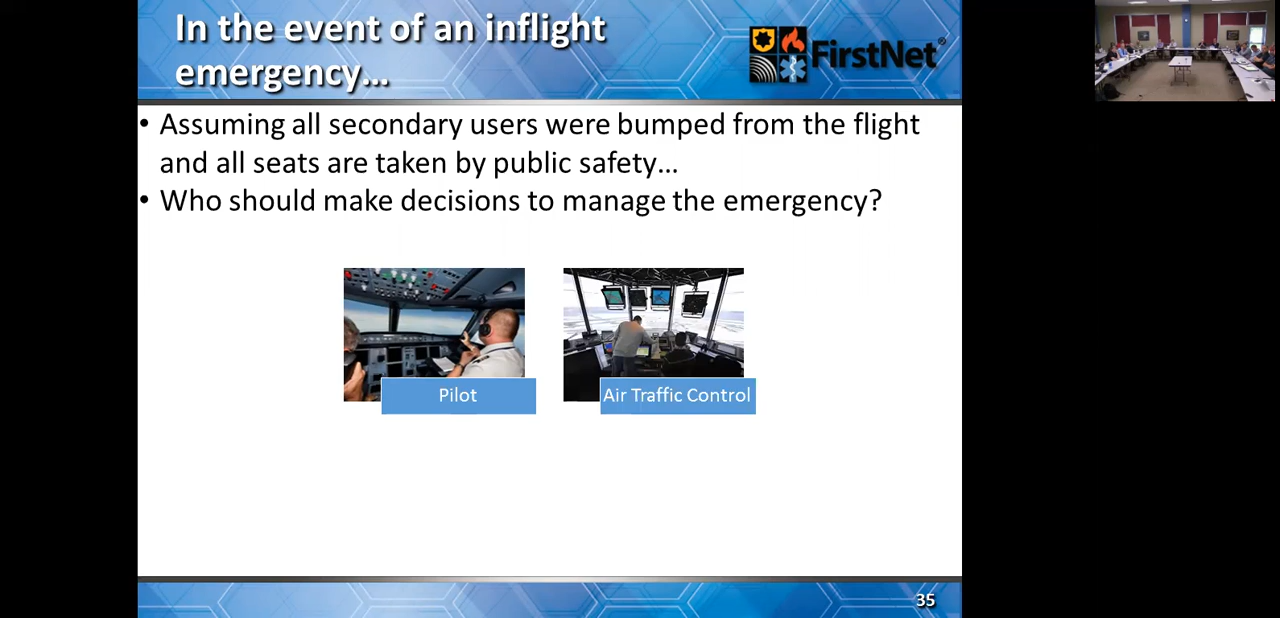 In the event of an inflight
emergency...
FirstNet®
• Assuming all secondary users were bumped from the flight
and all seats are taken by public safety...
• Who should make decisions to manage the emergency?
Pilot
Air Traffic Control
35